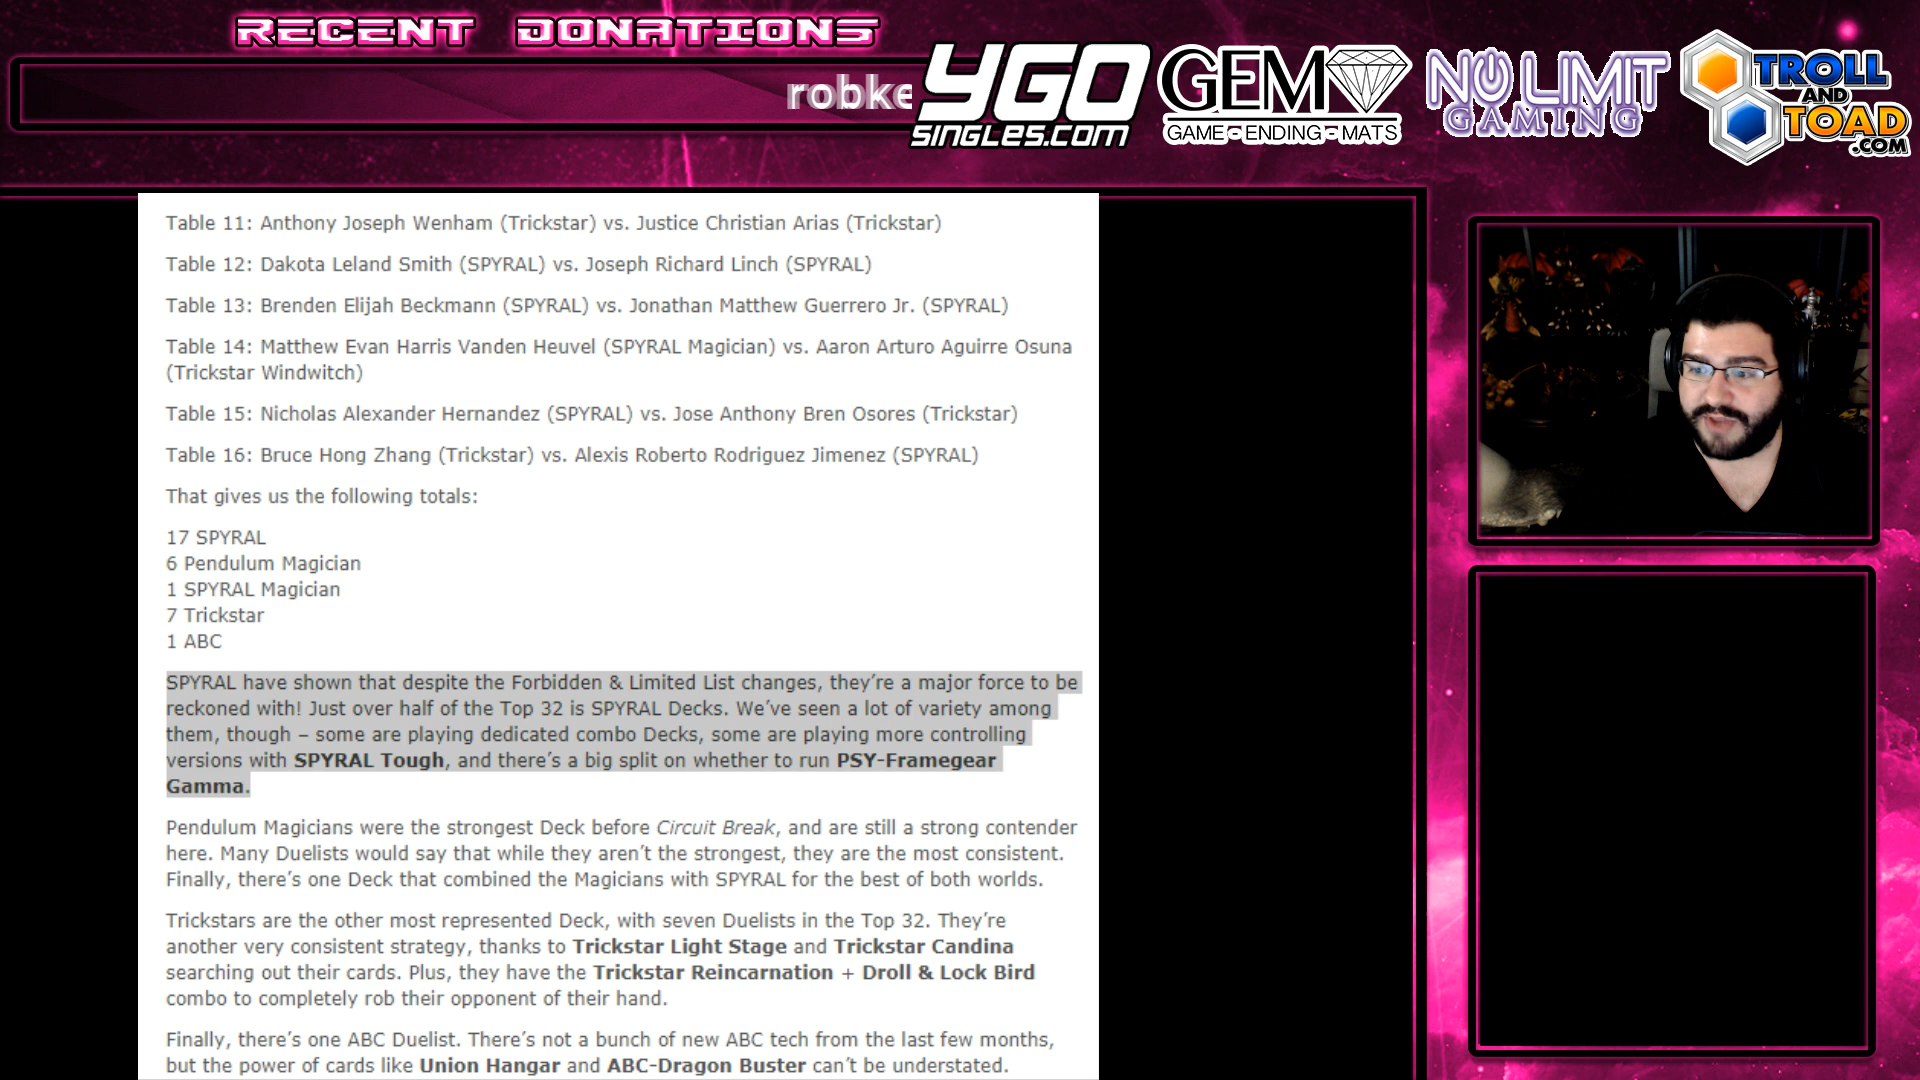 RECENT DONATIONS
robke
YGO
SINGLES.COM
GEM
GAME-ENDING-MATS
NO LIMIT
GAMING
TROLL
AND
TOAD
.COM
Table 11: Anthony Joseph Wenham (Trickstar) vs. Justice Christian Arias (Trickstar)
Table 12: Dakota Leland Smith (SPYRAL) vs. Joseph Richard Linch (SPYRAL)
Table 13: Brenden Elijah Beckmann (SPYRAL) vs. Jonathan Matthew Guerrero Jr. (SPYRAL)
Table 14: Matthew Evan Harris Vanden Heuvel (SPYRAL Magician) vs. Aaron Arturo Aguirre Osuna
(Trickstar Windwitch)
Table 15: Nicholas Alexander Hernandez (SPYRAL) vs. Jose Anthony Bren Osores (Trickstar)
Table 16: Bruce Hong Zhang (Trickstar) vs. Alexis Roberto Rodriguez Jimenez (SPYRAL)
That gives us the following totals:
17 SPYRAL
6 Pendulum Magician
1 SPYRAL Magician
7 Trickstar
1 ABC
SPYRAL have shown that despite the Forbidden & Limited List changes, they're a major force to be
reckoned with! Just over half of the Top 32 is SPYRAL Decks. We've seen a lot of variety among
them, though – some are playing dedicated combo Decks, some are playing more controlling
versions with SPYRAL Tough, and there's a big split on whether to run PSY-Framegear
Gamma.
Pendulum Magicians were the strongest Deck before Circuit Break, and are still a strong contender
here. Many Duelists would say that while they aren't the strongest, they are the most consistent.
Finally, there's one Deck that combined the Magicians with SPYRAL for the best of both worlds.
Trickstars are the other most represented Deck, with seven Duelists in the Top 32. They're
another very consistent strategy, thanks to Trickstar Light Stage and Trickstar Candina
searching out their cards. Plus, they have the Trickstar Reincarnation + Droll & Lock Bird
combo to completely rob their opponent of their hand.
Finally, there's one ABC Duelist. There's not a bunch of new ABC tech from the last few months,
but the power of cards like Union Hangar and ABC-Dragon Buster can't be understated.